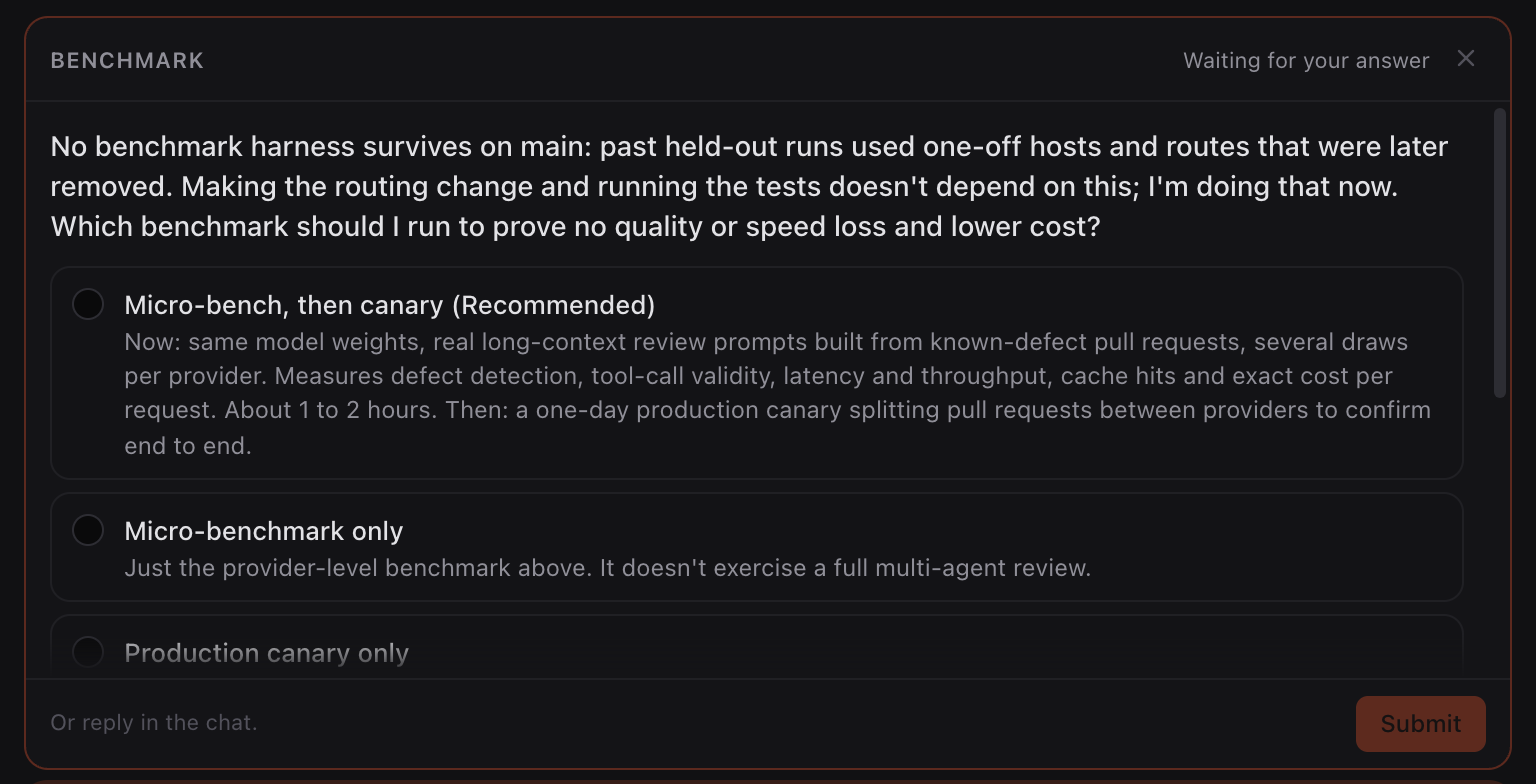 BENCHMARK
Waiting for your answer
No benchmark harness survives on main: past held-out runs used one-off hosts and routes that were later
removed. Making the routing change and running the tests doesn't depend on this; I'm doing that now.
Which benchmark should I run to prove no quality or speed loss and lower cost?
Micro-bench, then canary (Recommended)
Now: same model weights, real long-context review prompts built from known-defect pull requests, several draws
per provider. Measures defect detection, tool-call validity, latency and throughput, cache hits and exact cost per
request. About 1 to 2 hours. Then: a one-day production canary splitting pull requests between providers to confirm
end to end.
Micro-benchmark only
Just the provider-level benchmark above. It doesn't exercise a full multi-agent review.
Production canary only
Or reply in the chat.
Submit